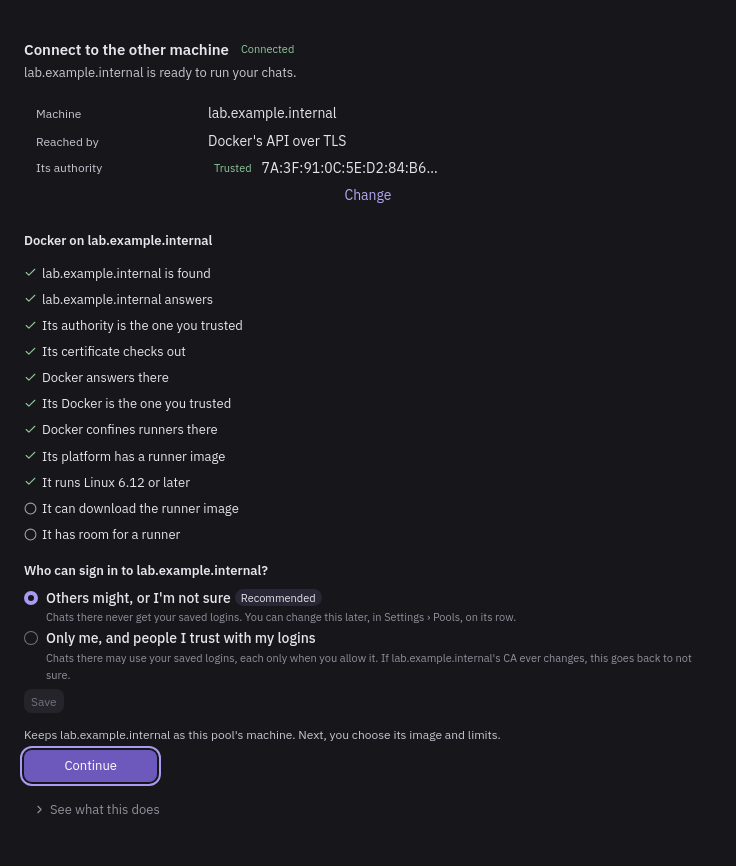 Connect to the other machine Connected
lab.example.internal is ready to run your chats.
Machine lab.example.internal
Reached by Docker's API over TLS
Its authority Trusted 7A:3F:91:0C:5E:D2:84:B6...
Change
Docker on lab.example.internal
lab.example.internal is found
lab.example.internal answers
Its authority is the one you trusted
Its certificate checks out
Docker answers there
Its Docker is the one you trusted
Docker confines runners there
Its platform has a runner image
It runs Linux 6.12 or later
It can download the runner image
It has room for a runner
Who can sign in to lab.example.internal?
Others might, or I'm not sure Recommended
Chats there never get your saved logins. You can change this later, in Settings › Pools, on its row.
Only me, and people I trust with my logins
Chats there may use your saved logins, each only when you allow it. If lab.example.internal's CA ever changes, this goes back to not
sure.
Save
Keeps lab.example.internal as this pool's machine. Next, you choose its image and limits.
Continue
See what this does